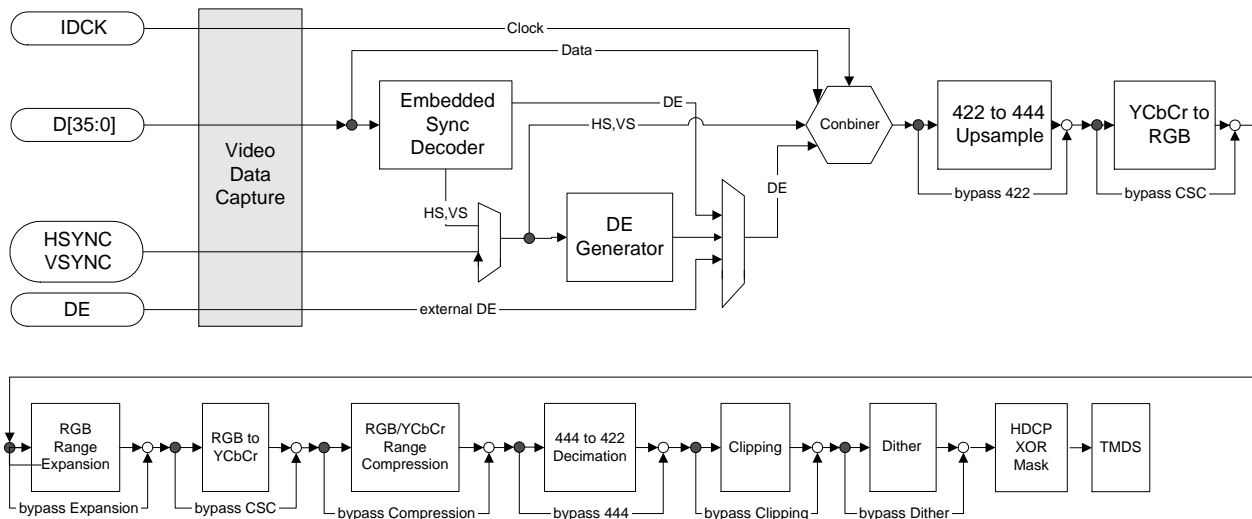 IDCK
Clock
Data
D[35:0]
Embedded
Sync
Decoder
DE
HS,VS
Conbiner
422 to 444
Upsample
YCbCr to
RGB
bypass 422
bypass CSC
Video
Data
Capture
HS,VS
DE
HSYNC
VSYNC
DE
Generator
DE
external DE
RGB
Range
Expansion
RGB to
YCbCr
RGB/YCbCr
Range
Compression
444 to 422
Decimation
Clipping
Dither
HDCP
XOR
Mask
TMDS
bypass Expansion
bypass CSC
bypass Compression
bypass 444
bypass Clipping
bypass Dither